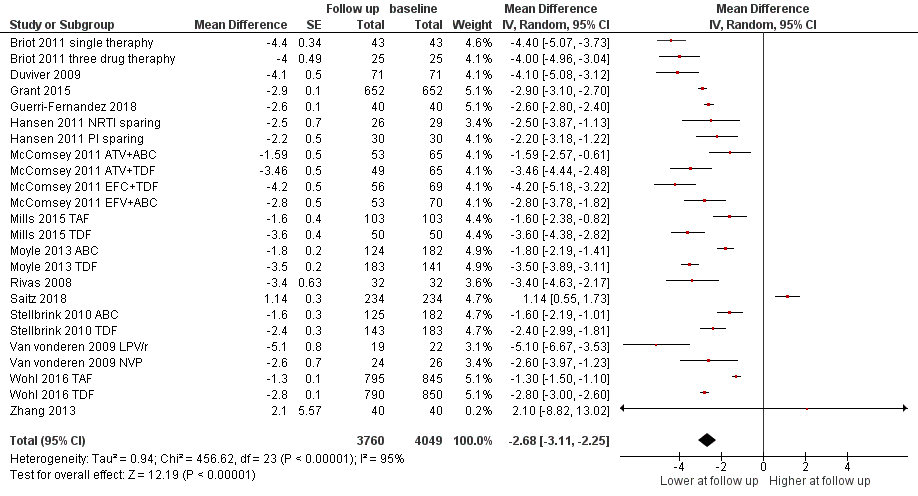 Follow up baseline Mean Difference Mean Difference
Study or Subgroup Mean Difference SE Total Total Weight IV, Random, 95% CI IV, Random, 95% CI
Briot 2011 single theraphy -4.4 0.34 43 43 4.6% -4.40 [-5.07, -3.73]
Briot 2011 three drug theraphy -4 0.49 25 25 4.1% -4.00 [-4.96, -3.04]
Duviver 2009 -4.1 0.5 71 71 4.1% -4.10 [-5.08, -3.12]
Grant 2015 -2.9 0.1 652 652 5.1% -2.90 [-3.10, -2.70]
Guerri-Fernandez 2018 -2.6 0.1 40 40 5.1% -2.60 [-2.80, -2.40]
Hansen 2011 NRTI sparing -2.5 0.7 26 29 3.5% -2.50 [-3.87, -1.13]
Hansen 2011 PI sparing -2.2 0.5 30 30 4.1% -2.20 [-3.18, -1.22]
McComsey 2011 ATV+ABC -1.59 0.5 53 65 4.1% -1.59 [-2.57, -0.61]
McComsey 2011 ATV+TDF -3.46 0.5 49 65 4.1% -3.46 [-4.44, -2.48]
McComsey 2011 EFC+TDF -4.2 0.5 56 69 4.1% -4.20 [-5.18, -3.22]
McComsey 2011 EFV+ABC -2.8 0.5 53 70 4.1% -2.80 [-3.78, -1.82]
Mills 2015 TAF -1.6 0.4 103 103 4.4% -1.60 [-2.38, -0.82]
Mills 2015 TDF -3.6 0.4 50 50 4.4% -3.60 [-4.38, -2.82]
Moyle 2013 ABC -1.8 0.2 124 182 4.9% -1.80 [-2.19, -1.41]
Moyle 2013 TDF -3.5 0.2 183 141 4.9% -3.50 [-3.89, -3.11]
Rivas 2008 -3.4 0.63 32 32 3.7% -3.40 [-4.63, -2.17]
Saitz 2018 1.14 0.3 234 234 4.7% 1.14 [0.55, 1.73]
Stellbrink 2010 ABC -1.6 0.3 125 182 4.7% -1.60 [-2.19, -1.01]
Stellbrink 2010 TDF -2.4 0.3 143 183 4.7% -2.40 [-2.99, -1.81]
Van vonderen 2009 LPV/r -5.1 0.8 19 22 3.2% -5.10 [-6.67, -3.53]
Van vonderen 2009 NVP -2.6 0.7 24 26 3.5% -2.60 [-3.97, -1.23]
Wohl 2016 TAF -1.3 0.1 795 845 5.1% -1.30 [-1.50, -1.10]
Wohl 2016 TDF -2.8 0.1 790 850 5.1% -2.80 [-3.00, -2.60]
Zhang 2013 2.1 5.57 40 40 0.2% 2.10 [-8.82, 13.02]
Total (95% CI) 3760 4049 100.0% -2.68 [-3.11, -2.25]
Heterogeneity: Tau² = 0.94; Chi² = 456.62, df = 23 (P < 0.00001); I² = 95%
Test for overall effect: Z = 12.19 (P < 0.00001)
-4 -2 0 2 4
Lower at follow up Higher at follow up